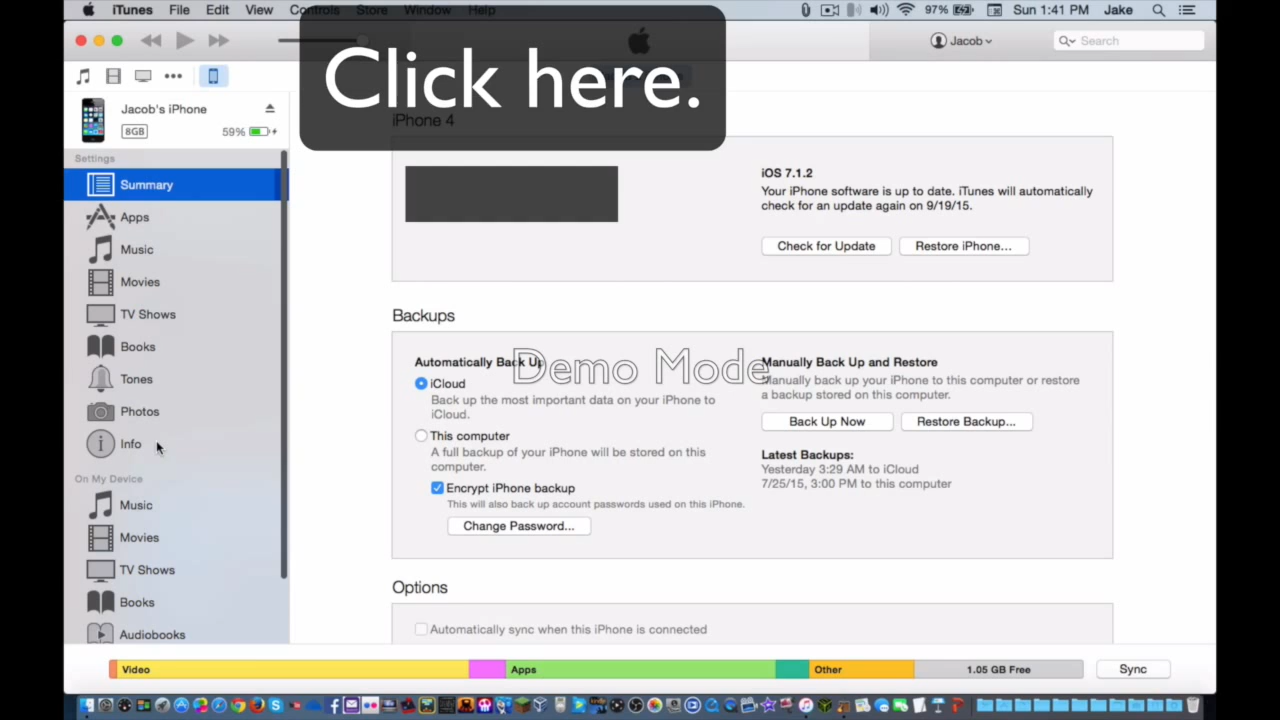 iTunes File Edit View Controls Store Window Help 97% Sun 1:41 PM Jake
Click here.
Jacob
Search
Jacob's iPhone
8GB 59%
iPhone 4
Settings
Summary
Apps
Music
Movies
TV Shows
Books
Tones
Photos
Info
On My Device
Music
Movies
TV Shows
Books
Audiobooks
iOS 7.1.2
Your iPhone software is up to date. iTunes will automatically
check for an update again on 9/19/15.
Check for Update Restore iPhone...
Backups
Automatically Back Up
iCloud
Back up the most important data on your iPhone to
iCloud.
This computer
A full backup of your iPhone will be stored on this
computer.
Encrypt iPhone backup
This will also back up account passwords used on this iPhone.
Change Password...
Demo Mode
Manually Back Up and Restore
Manually back up your iPhone to this computer or restore
a backup stored on this computer.
Back Up Now Restore Backup...
Latest Backups:
Yesterday 3:29 AM to iCloud
7/25/15, 3:00 PM to this computer
Options
Automatically sync when this iPhone is connected
Video Apps Other 1.05 GB Free Sync